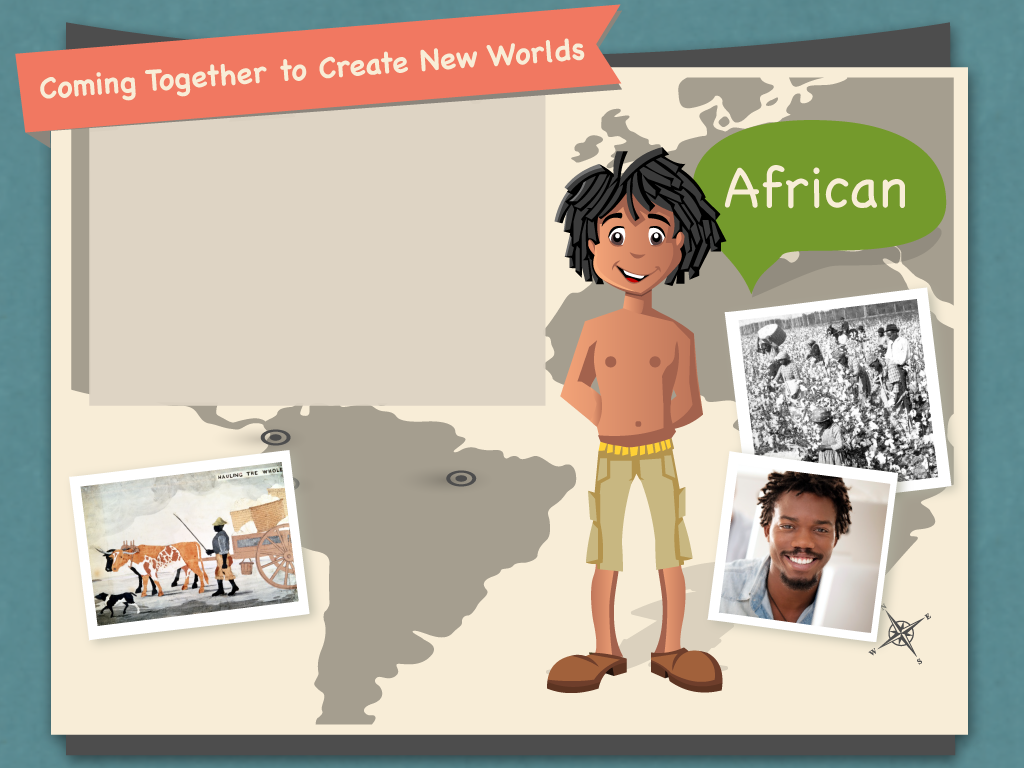 Coming Together to Create New Worlds
African
HAULING THE WHOLE
E
W
S